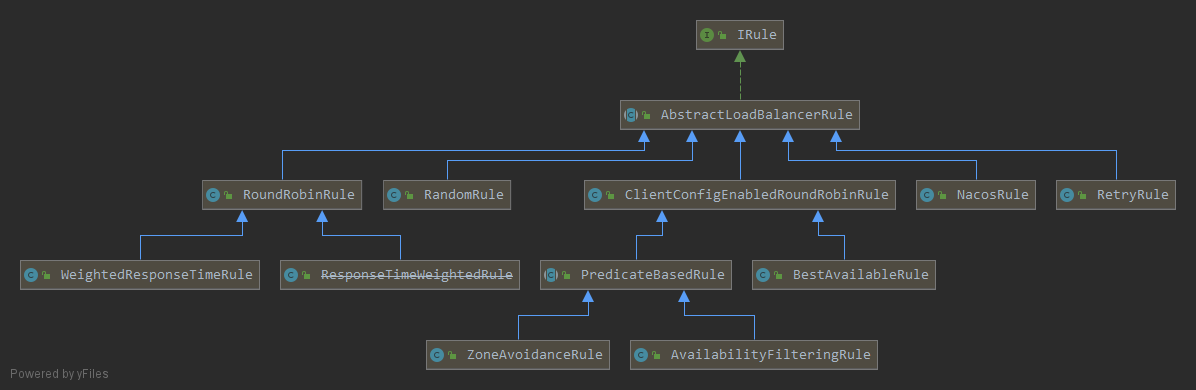 IRule
AbstractLoadBalancerRule
RoundRobinRule
RandomRule
ClientConfigEnabledRoundRobinRule
NacosRule
RetryRule
WeightedResponseTimeRule
ResponseTimeWeightedRule
PredicateBasedRule
BestAvailableRule
ZoneAvoidanceRule
AvailabilityFilteringRule
Powered by yFiles